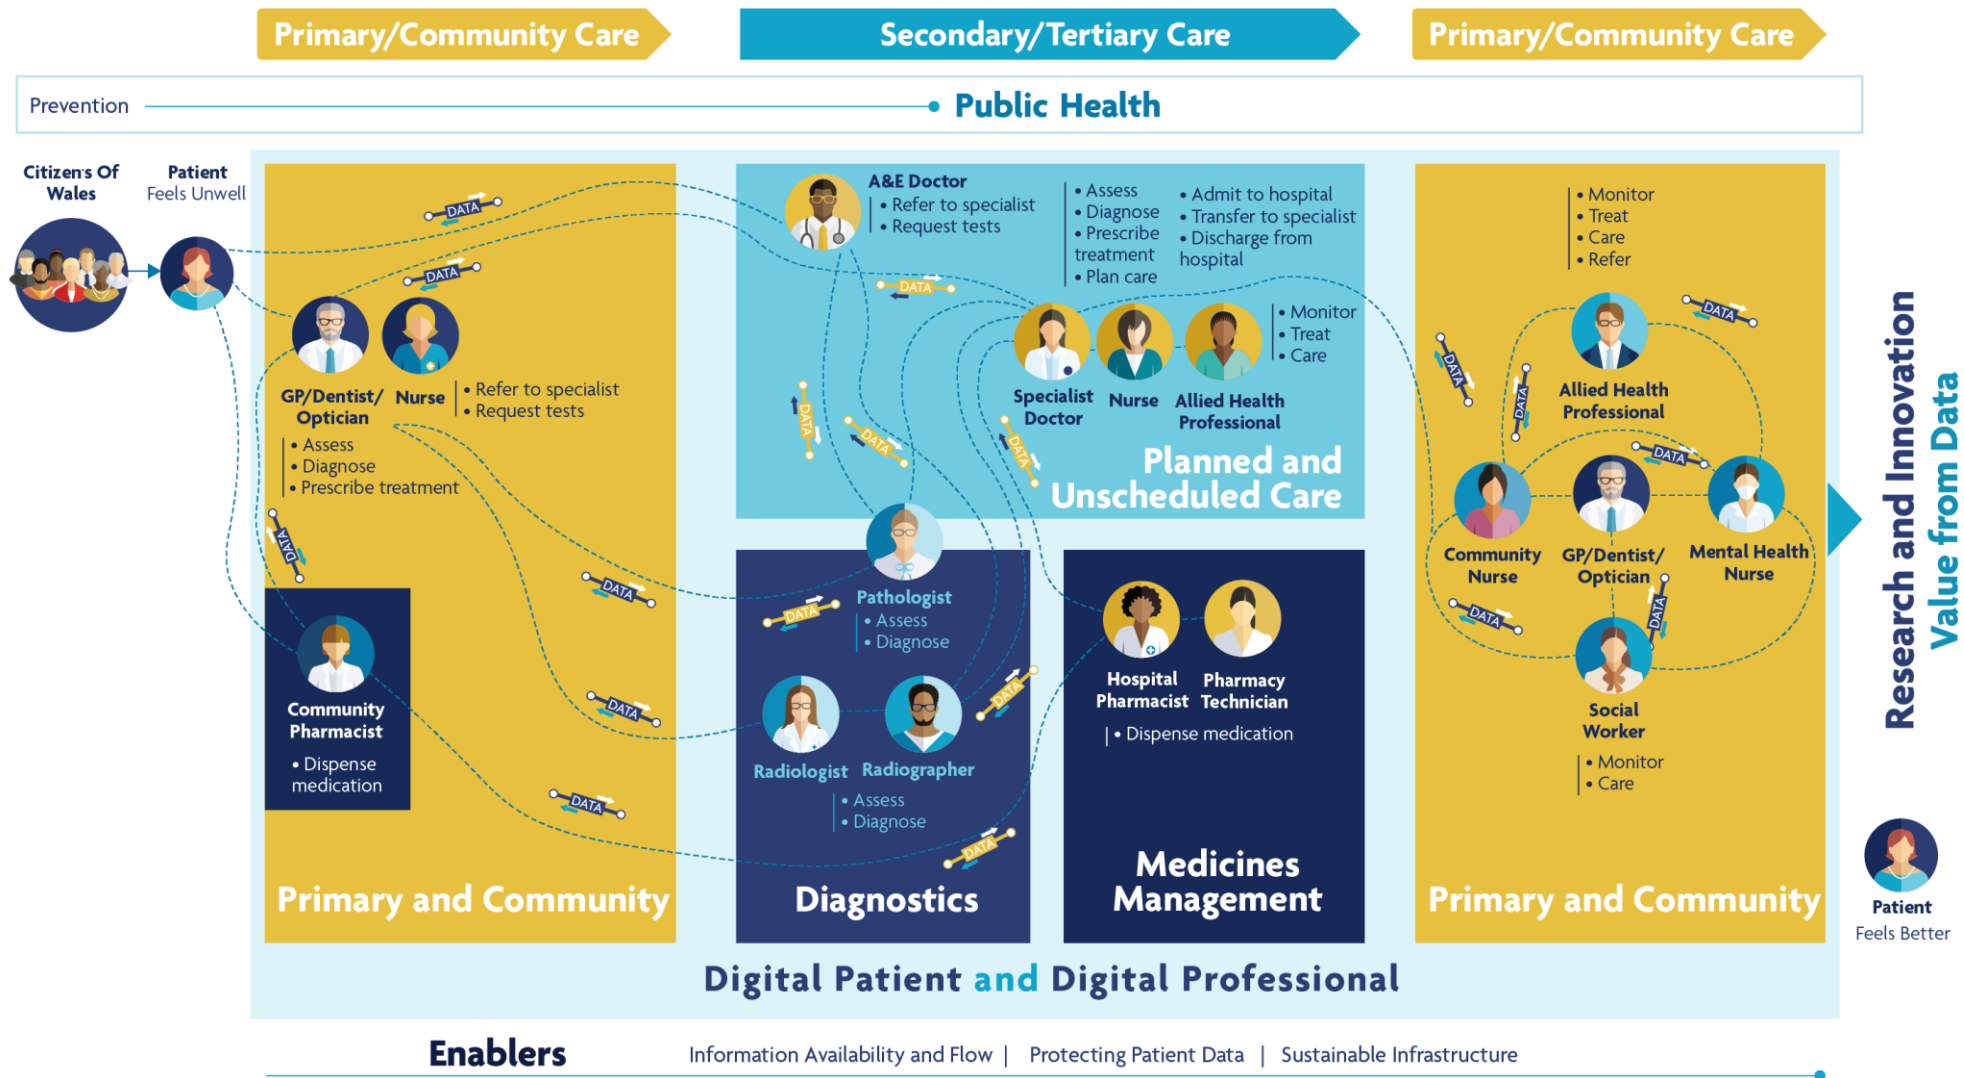 Primary/Community Care
Secondary/Tertiary Care
Primary/Community Care
Prevention
Public Health
Citizens Of
Wales
Patient
Feels Unwell
DATA
DATA
GP/Dentist/
Optician
• Assess
• Diagnose
• Prescribe treatment
Nurse
• Refer to specialist
• Request tests
DATA
DATA
DATA
DATA
Community
Pharmacist
• Dispense
medication
Primary and Community
A&E Doctor
• Refer to specialist
• Request tests
• Assess
• Diagnose
• Prescribe
treatment
• Plan care
• Admit to hospital
• Transfer to specialist
• Discharge from
hospital
DATA
• Monitor
• Treat
• Care
Specialist
Doctor
Nurse
Allied Health
Professional
DATA
DATA
DATA
Planned and
Unscheduled Care
Pathologist
• Assess
• Diagnose
DATA
DATA
Radiologist
Radiographer
• Assess
• Diagnose
DATA
Diagnostics
Hospital
Pharmacist
Pharmacy
Technician
• Dispense medication
Medicines
Management
• Monitor
• Treat
• Care
• Refer
DATA
DATA
DATA
Allied Health
Professional
DATA
Community
Nurse
GP/Dentist/
Optician
Mental Health
Nurse
DATA
DATA
Social
Worker
• Monitor
• Care
Primary and Community
Research and Innovation
Value from Data
Patient
Feels Better
Digital Patient and Digital Professional
Enablers
Information Availability and Flow | Protecting Patient Data | Sustainable Infrastructure